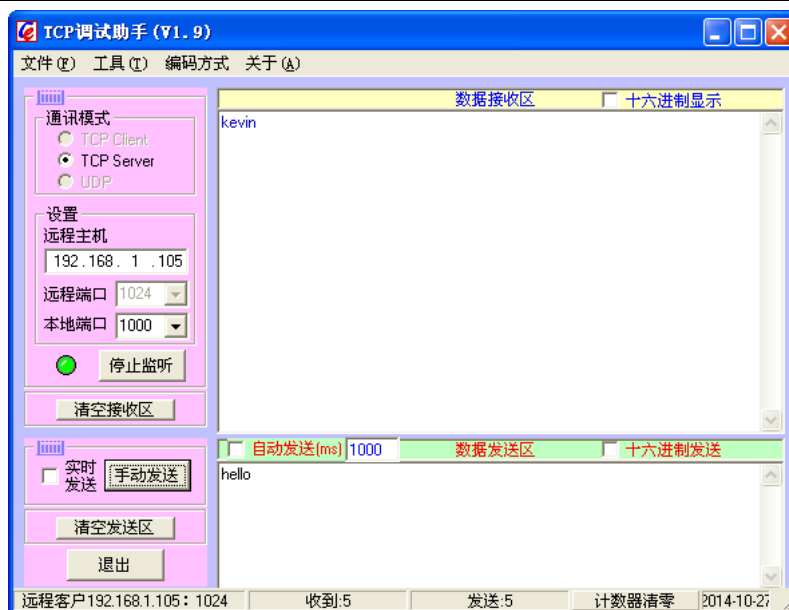 TCP调试助手(V1.9)
文件(F) 工具(T) 编码方式 关于(A)
通讯模式
TCP Client
TCP Server
UDP
设置
远程主机
192.168. 1 .105
远程端口 1024
本地端口 1000
停止监听
清空接收区
数据接收区 十六进制显示
kevin
实时发送 手动发送
清空发送区
退出
自动发送(ms) 1000 数据发送区 十六进制发送
hello
远程客户192.168.1.105：1024 收到:5 发送:5 计数器清零 2014-10-27